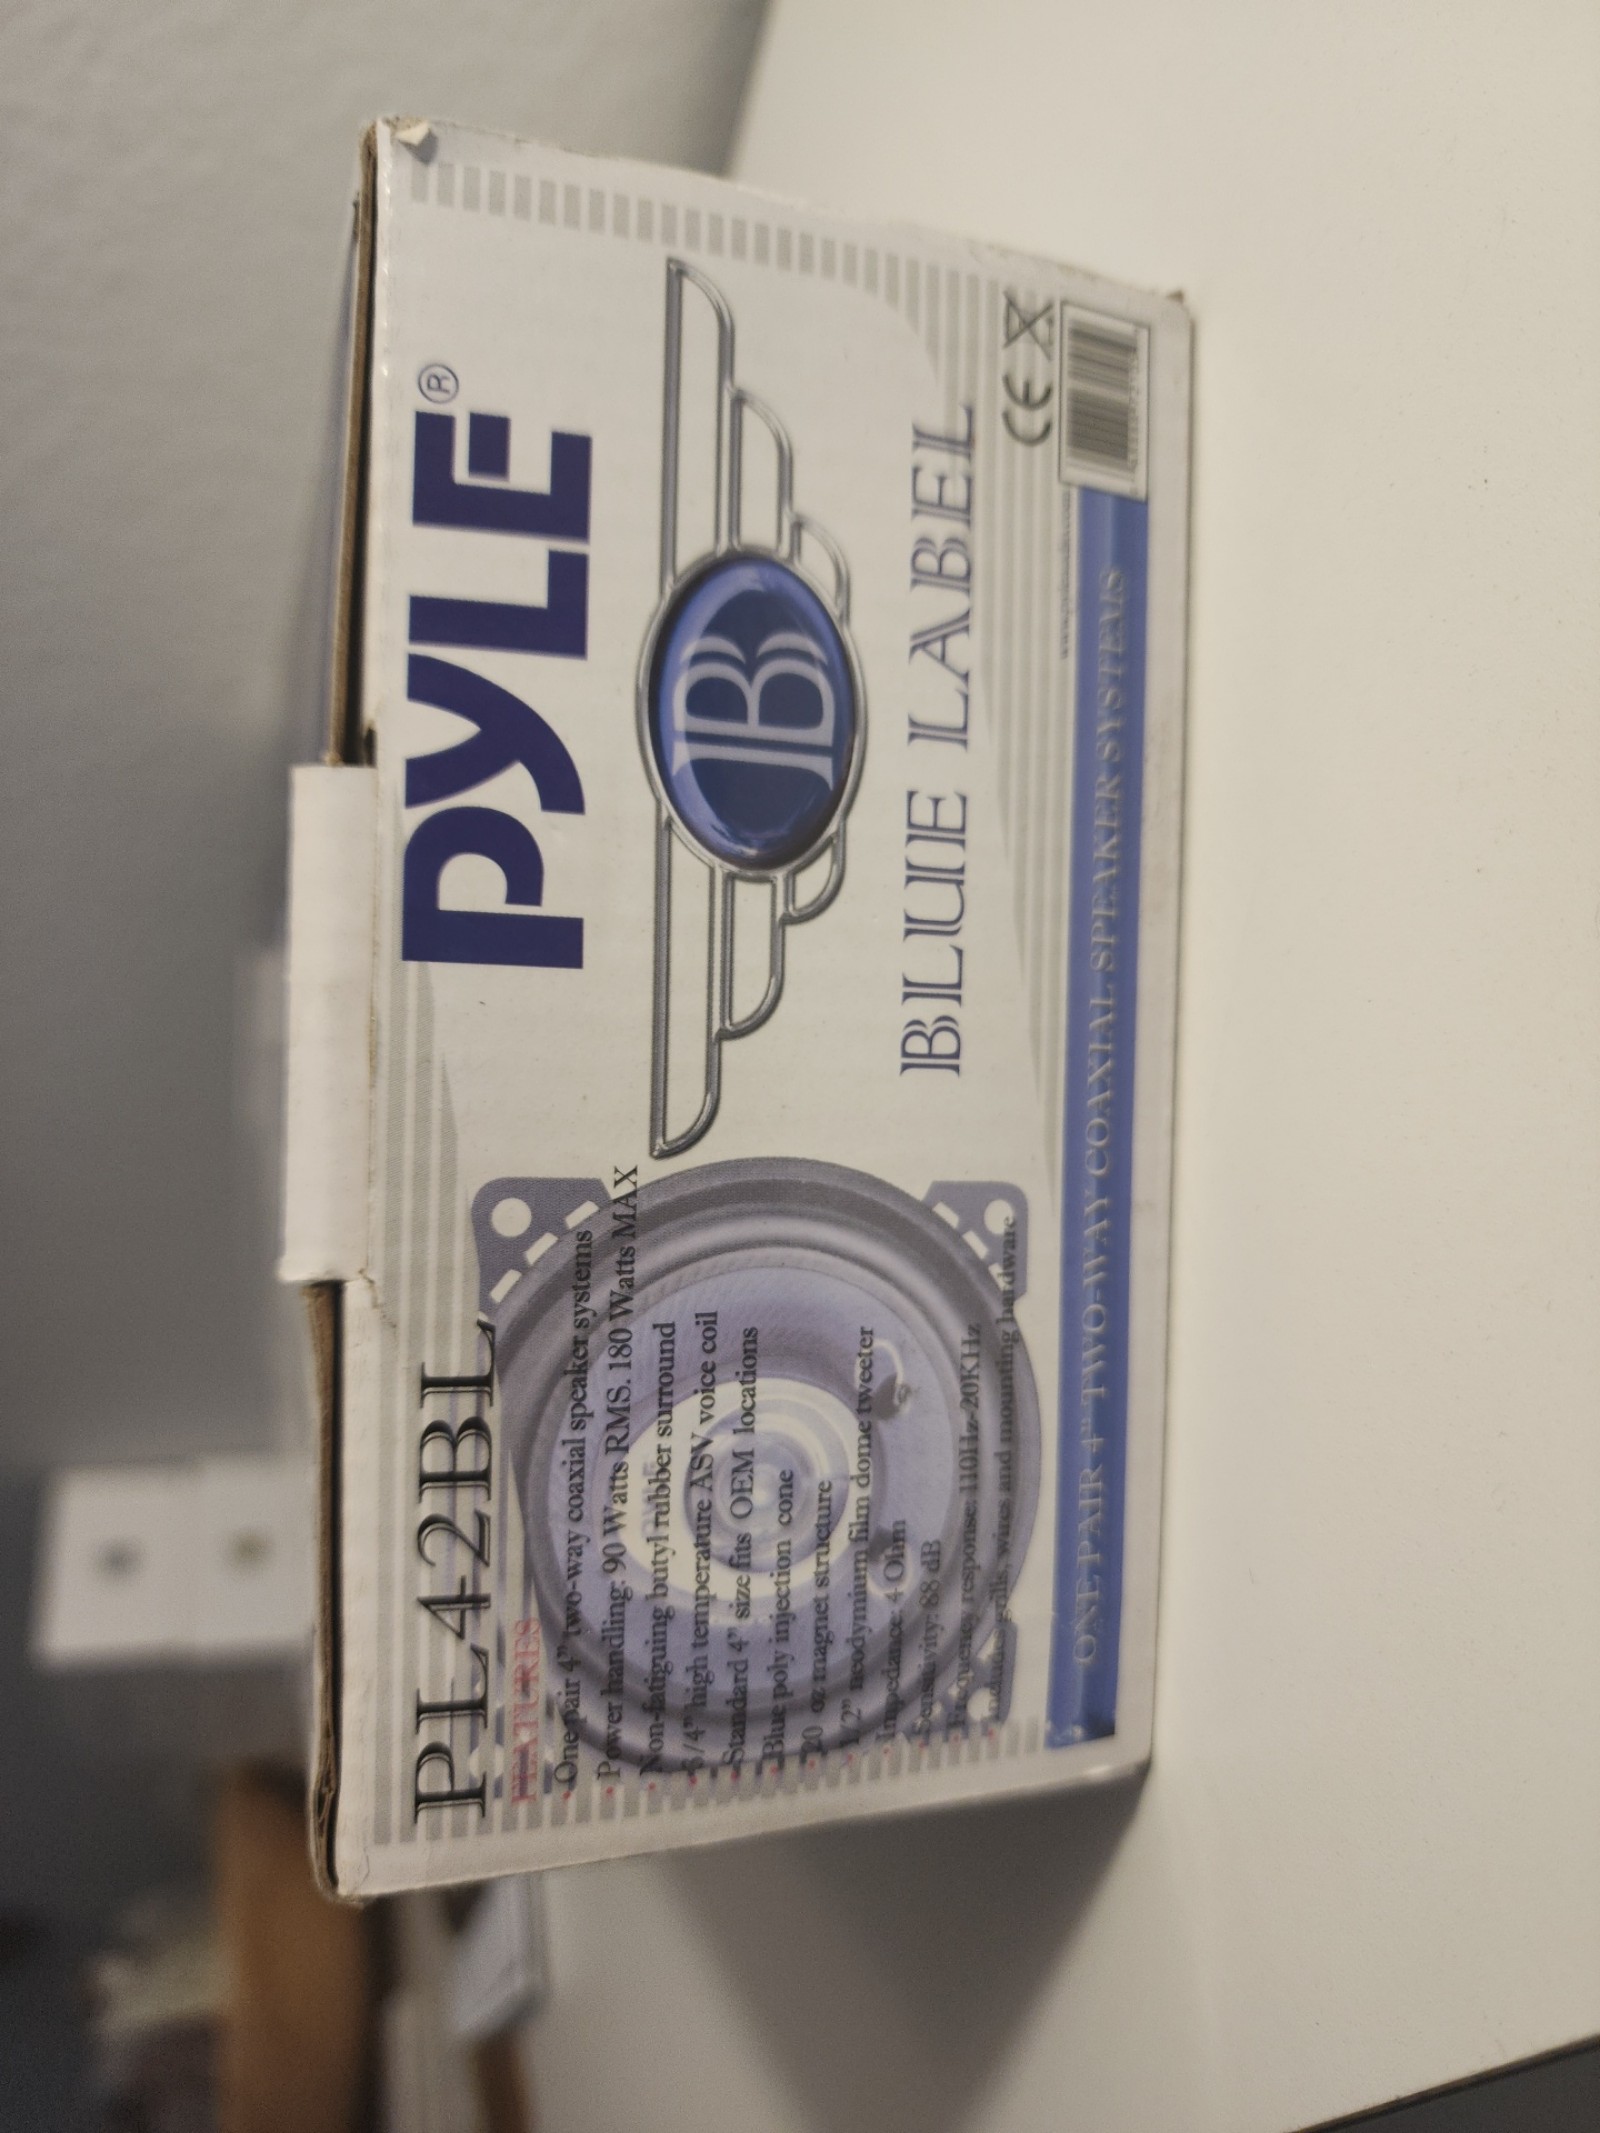 PL42BL
FEATURES
• One pair 4" two-way coaxial speaker systems
• Power handling: 90 Watts RMS. 180 Watts MAX
• Non-fatiguing butyl rubber surround
• 3/4" high temperature ASV voice coil
• Standard 4" size fits OEM locations
• Blue poly injection cone
• 20 oz magnet structure
• 1/2" neodymium film dome tweeter
• Impedance: 4 Ohm
• Sensitivity: 88 dB
• Frequency response: 110Hz-20KHz
• grills, wires and mounting hardware
PYLE®
B
BLUE LABEL
CE
ONE PAIR 4" TWO-WAY COAXIAL SPEAKER SYSTEMS